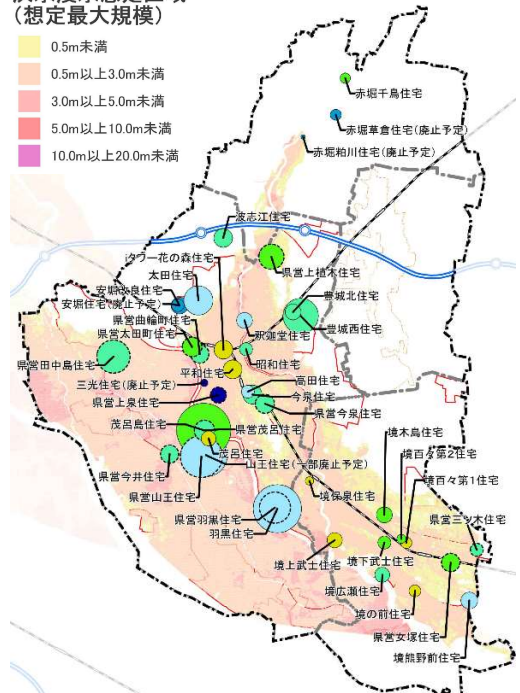 （想定最大規模）
0.5m未満
0.5m以上3.0m未満
3.0m以上5.0m未満
5.0m以上10.0m未満
10.0m以上20.0m未満
赤堀千鳥住宅
赤堀草倉住宅(廃止予定)
赤堀粕川住宅(廃止予定)
波志江住宅
iタワー花の森住宅
太田住宅
県営上植木住宅
安堀改良住宅
安堀住宅(廃止予定)
豊城北住宅
県営曲輪町住宅
釈迦堂住宅
豊城西住宅
県営太田町住宅
県営田中島住宅
昭和住宅
平和住宅
三光住宅(廃止予定)
高田住宅
今泉住宅
県営上泉住宅
県営今泉住宅
茂呂島住宅
県営茂呂住宅
境木島住宅
茂呂住宅
境百々第2住宅
県営今井住宅
山王住宅(一部廃止予定)
境百々第1住宅
県営山王住宅
境保泉住宅
県営三ツ木住宅
県営羽黒住宅
羽黒住宅
境上武士住宅
境下武士住宅
境広瀬住宅
境の前住宅
県営女塚住宅
境熊野前住宅